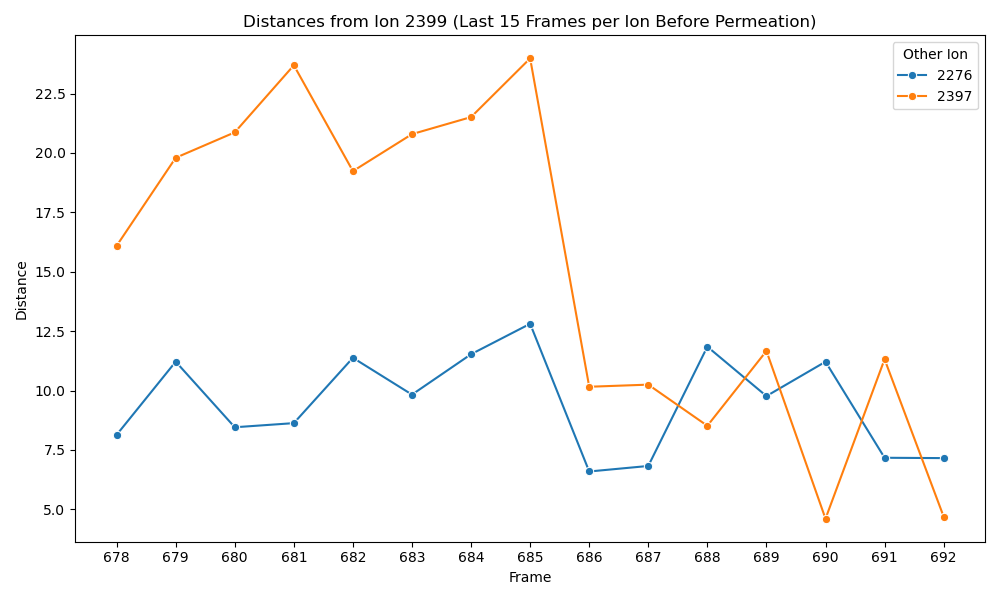 Distances from Ion 2399 (Last 15 Frames per Ion Before Permeation)
Other Ion
2276
2397
Distance
22.5
20.0
17.5
15.0
12.5
10.0
7.5
5.0
678 679 680 681 682 683 684 685 686 687 688 689 690 691 692
Frame